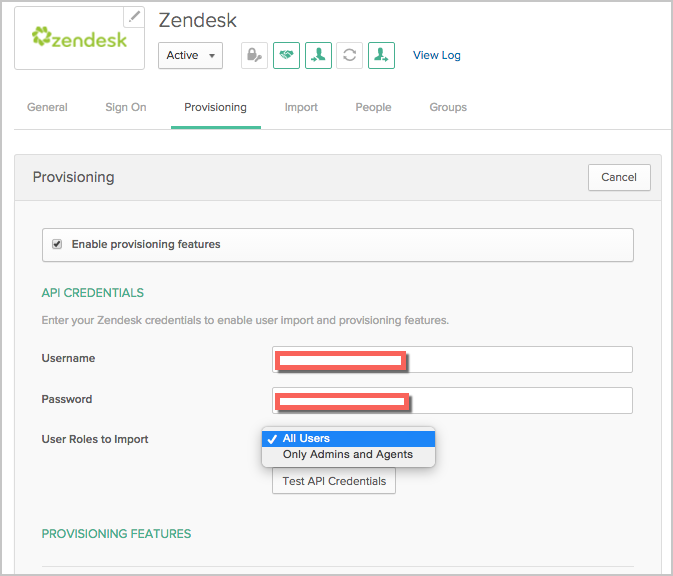 zendesk
Zendesk
Active
View Log
General Sign On Provisioning Import People Groups
Provisioning
Cancel
Enable provisioning features
API CREDENTIALS
Enter your Zendesk credentials to enable user import and provisioning features.
Username
Password
User Roles to Import
All Users
Only Admins and Agents
Test API Credentials
PROVISIONING FEATURES